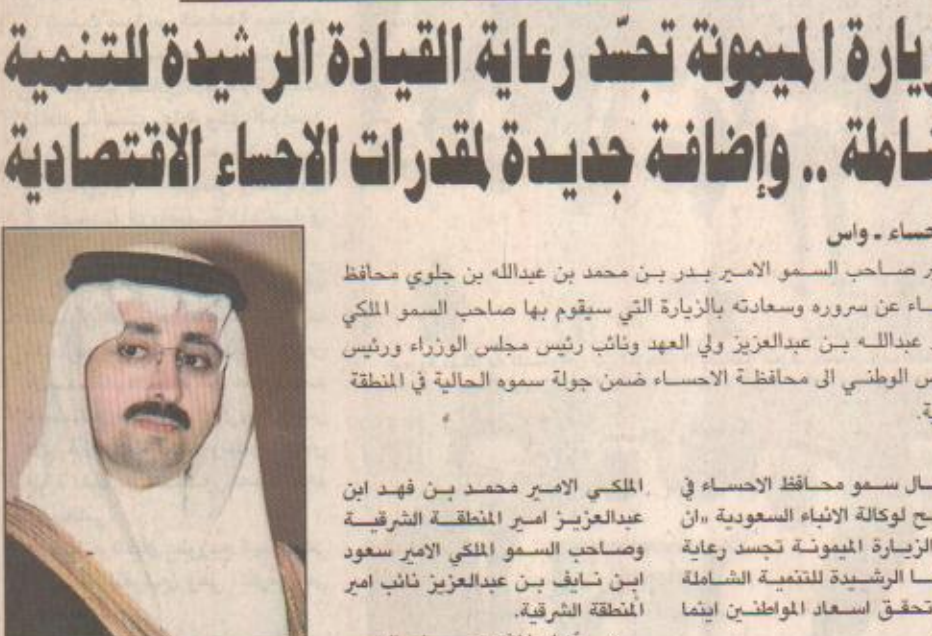 زيارة الميمونة تجسّد رعاية القيادة الرشيدة للتنمية
شاملة .. وإضافة جديدة لمقدرات الاحساء الاقتصادية
حساء - واس
ر صاحب السمو الامير بدر بن محمد بن عبدالله بن جلوي محافظ
ساء عن سروره وسعادته بالزيارة التي سيقوم بها صاحب السمو الملكي
عبدالله بن عبدالعزيز ولي العهد ونائب رئيس مجلس الوزراء ورئيس
س الوطني الى محافظة الاحساء ضمن جولة سموه الحالية في المنطقة
ية.
ال سمو محافظ الاحساء في
ح لوكالة الانباء السعودية «ان
الزيارة الميمونة تجسد رعاية
ا الرشيدة للتنمية الشاملة
تحقق اسعاد المواطنين اينما
الملكي الامير محمد بن فهد ابن
عبدالعزيز امير المنطقة الشرقية
وصاحب السمو الملكي الامير سعود
ابن نايف بن عبدالعزيز نائب امير
المنطقة الشرقية.